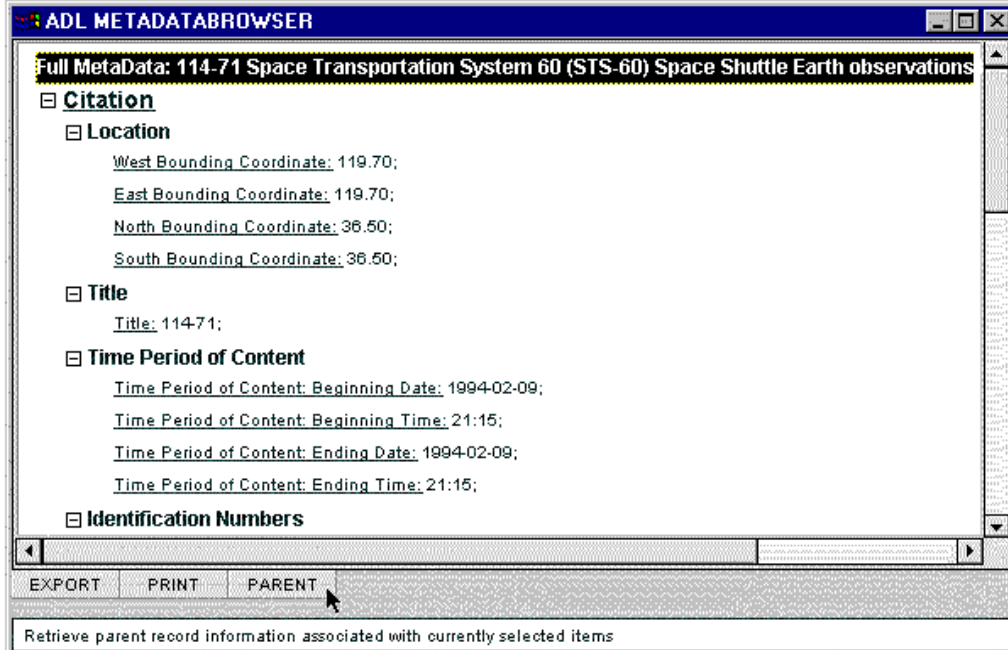 ADL METADATABROWSER
Full MetaData: 114-71 Space Transportation System 60 (STS-60) Space Shuttle Earth observations
Citation
Location
West Bounding Coordinate: 119.70;
East Bounding Coordinate: 119.70;
North Bounding Coordinate: 36.50;
South Bounding Coordinate: 36.50;
Title
Title: 114-71;
Time Period of Content
Time Period of Content: Beginning Date: 1994-02-09;
Time Period of Content: Beginning Time: 21:15;
Time Period of Content: Ending Date: 1994-02-09;
Time Period of Content: Ending Time: 21:15;
Identification Numbers
EXPORT PRINT PARENT
Retrieve parent record information associated with currently selected items